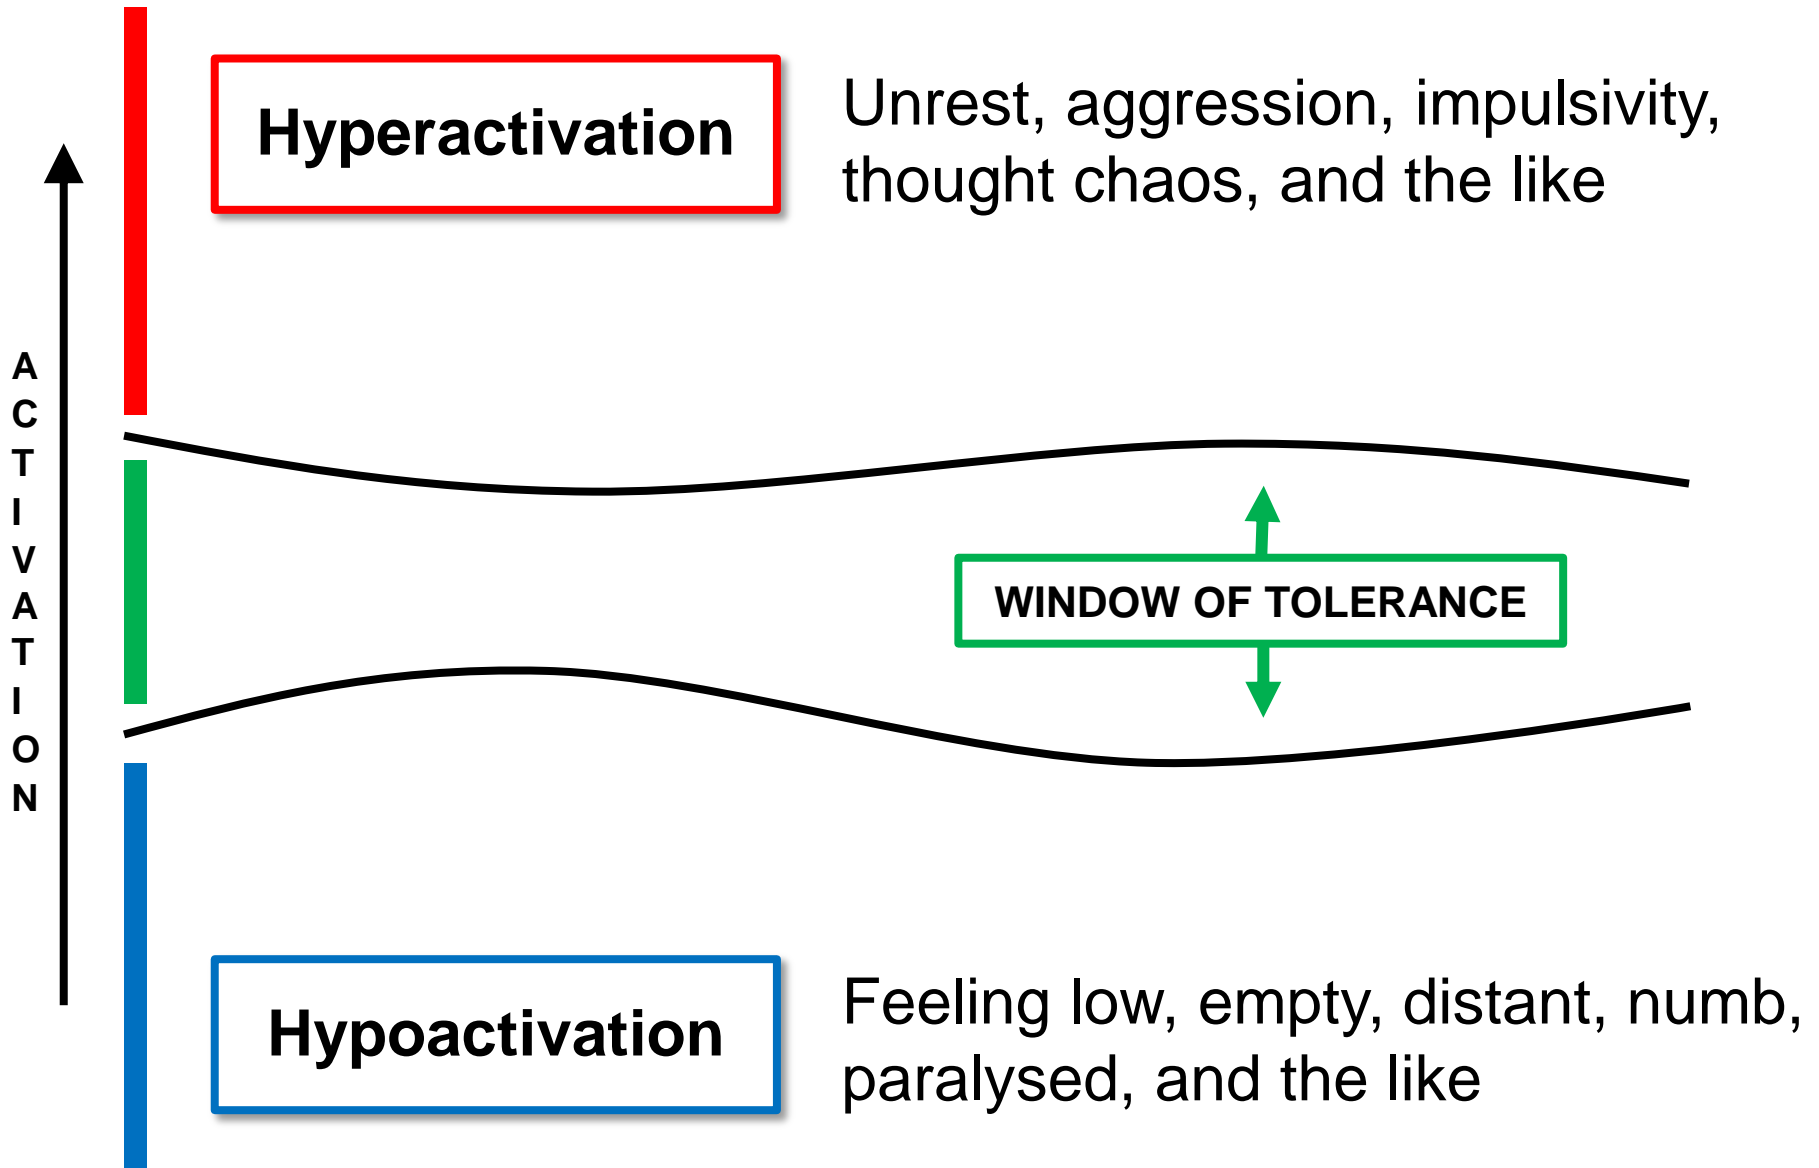 Hyperactivation
Unrest, aggression, impulsivity,
thought chaos, and the like
ACTIVATION
WINDOW OF TOLERANCE
Hypoactivation
Feeling low, empty, distant, numb,
paralysed, and the like